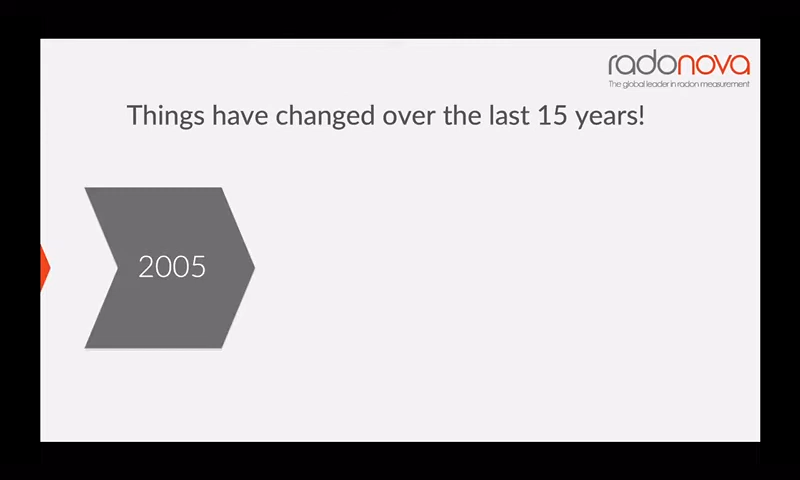 radonova
The global leader in radon measurement
Things have changed over the last 15 years!
2005